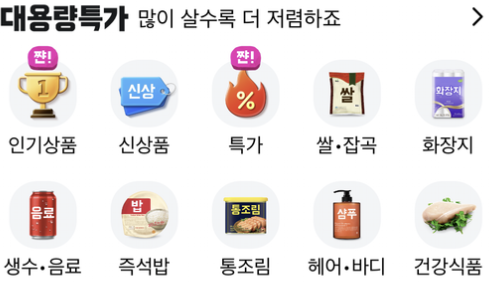 대용량특가 많이 살수록 더 저렴하죠
쨘! 쨘!
1 신상 % 쌀 화장지
인기상품 신상품 특가 쌀•잡곡 화장지
음료 밥 통조림 샴푸
생수•음료 즉석밥 통조림 헤어•바디 건강식품